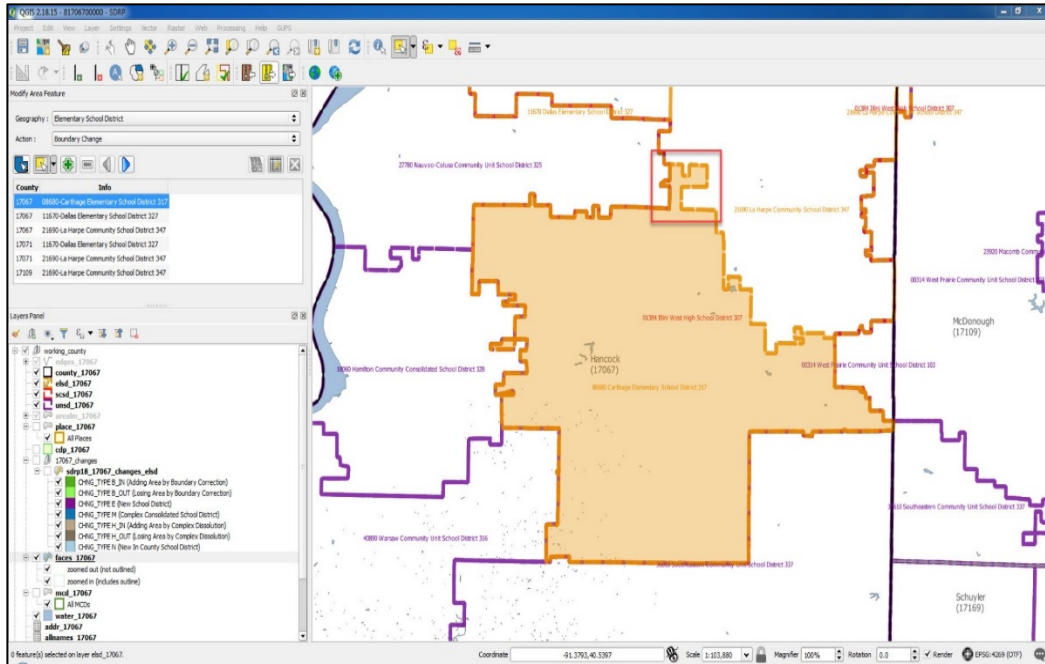 QGIS 2.18.15 - 81706700000 - SDRP
Project Edit View Layer Settings Vector Raster Web Processing Help GUPS
Modify Area Feature
Geography : Elementary School District
Action : Boundary Change
County Info
17067 08680-Carthage Elementary School District 317
17067 11670-Dallas Elementary School District 327
17067 21690-La Harpe Community School District 347
17071 11670-Dallas Elementary School District 327
17071 21690-La Harpe Community School District 347
17109 21690-La Harpe Community School District 347
Layers Panel
working_county
edges_17067
county_17067
elsd_17067
scsd_17067
unsd_17067
arealm_17067
place_17067
All Places
cdp_17067
17067_changes
sdrp18_17067_changes_elsd
CHNG_TYPE B_IN (Adding Area by Boundary Correction)
CHNG_TYPE B_OUT (Losing Area by Boundary Correction)
CHNG_TYPE E (New School District)
CHNG_TYPE M (Complex Consolidated School District)
CHNG_TYPE H_IN (Adding Area by Complex Dissolution)
CHNG_TYPE H_OUT (Losing Area by Complex Dissolution)
CHNG_TYPE N (New In County School District)
faces_17067
zoomed out (not outlined)
zoomed in (includes outline)
mcd_17067
All MCDs
water_17067
addr_17067
allnames_17067
11670 Dallas Elementary School District 327
27780 Nauvoo-Colusa Community Unit School District 325
21690 La Harpe Community School District 347
23920 Macomb Comm
00314 West Prairie Community Unit School District 103
McDonough
(17109)
01384 Illini West High School District 307
Hancock
(17067)
00314 West Prairie Community Unit School District 103
Hamilton Community Consolidated School District 328
08680 Carthage Elementary School District 317
Southeastern Community Unit School District 337
40890 Warsaw Community Unit School District 316
Community Unit School District 337
Schuyler
(17169)
0 feature(s) selected on layer elsd_17067.
Coordinate -91.3793,40.5397 Scale 1:103,880 Magnifier 100% Rotation 0.0 Render EPSG:4269 (OTF)